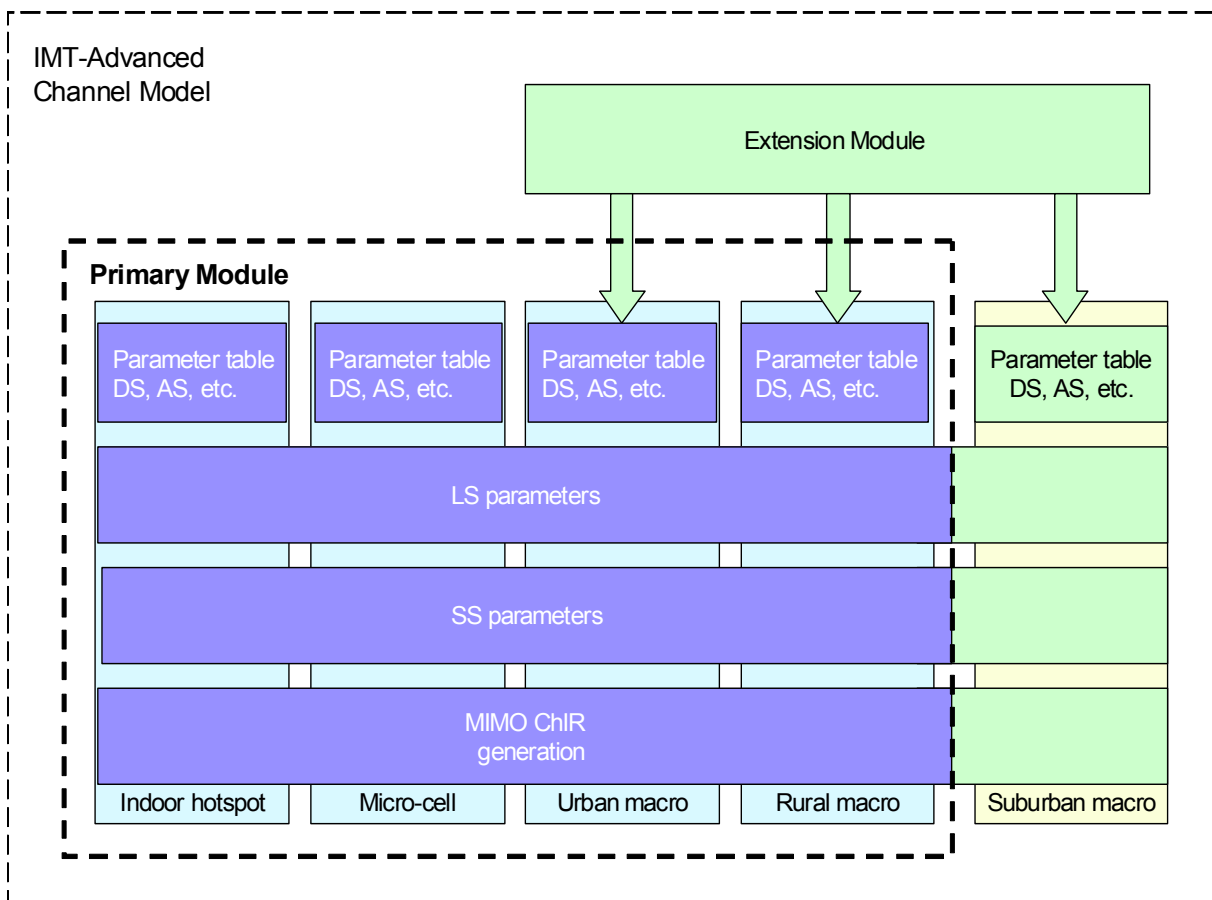 IMT-Advanced
Channel Model
Extension Module
Primary Module
Parameter table
DS, AS, etc.
Parameter table
DS, AS, etc.
Parameter table
DS, AS, etc.
Parameter table
DS, AS, etc.
Parameter table
DS, AS, etc.
LS parameters
SS parameters
MIMO ChIR
generation
Indoor hotspot
Micro-cell
Urban macro
Rural macro
Suburban macro